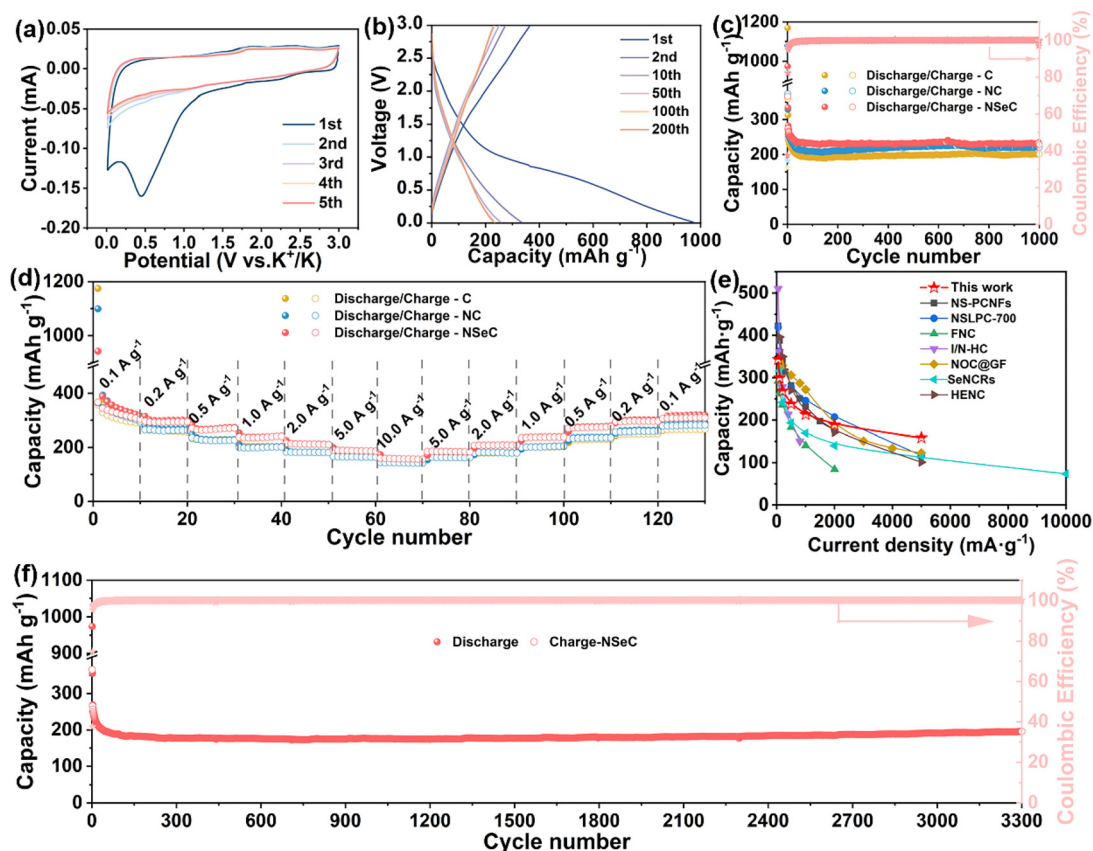 (a)
0.05
0.00
-0.05
-0.10
-0.15
-0.20
Current (mA)
1st
2nd
3rd
4th
5th
0.0 0.5 1.0 1.5 2.0 2.5 3.0
Potential (V vs.K⁺/K)
(b)
3.0
2.5
2.0
1.5
1.0
0.5
0.0
Voltage (V)
1st
2nd
10th
50th
100th
200th
0 200 400 600 800 1000
Capacity (mAh g⁻¹)
(c)
1200
1000
300
200
100
0
Capacity (mAh g⁻¹)
Discharge/Charge - C
Discharge/Charge - NC
Discharge/Charge - NSeC
100
80
60
40
20
0
Coulombic Efficiency (%)
0 200 400 600 800 1000
Cycle number
(d)
1200
1000
400
200
0
Capacity (mAh g⁻¹)
Discharge/Charge - C
Discharge/Charge - NC
Discharge/Charge - NSeC
0.1 A g⁻¹
0.2 A g⁻¹
0.5 A g⁻¹
1.0 A g⁻¹
2.0 A g⁻¹
5.0 A g⁻¹
10.0 A g⁻¹
5.0 A g⁻¹
2.0 A g⁻¹
1.0 A g⁻¹
0.5 A g⁻¹
0.2 A g⁻¹
0.1 A g⁻¹
0 20 40 60 80 100 120
Cycle number
(e)
500
400
300
200
100
0
Capacity (mAh·g⁻¹)
This work
NS-PCNFs
NSLPC-700
FNC
I/N-HC
NOC@GF
SeNCRs
HENC
0 2000 4000 6000 8000 10000
Current density (mA·g⁻¹)
(f)
1100
1000
900
300
200
100
0
Capacity (mAh g⁻¹)
Discharge Charge-NSeC
100
80
60
40
20
0
Coulombic Efficiency (%)
0 300 600 900 1200 1500 1800 2100 2400 2700 3000 3300
Cycle number